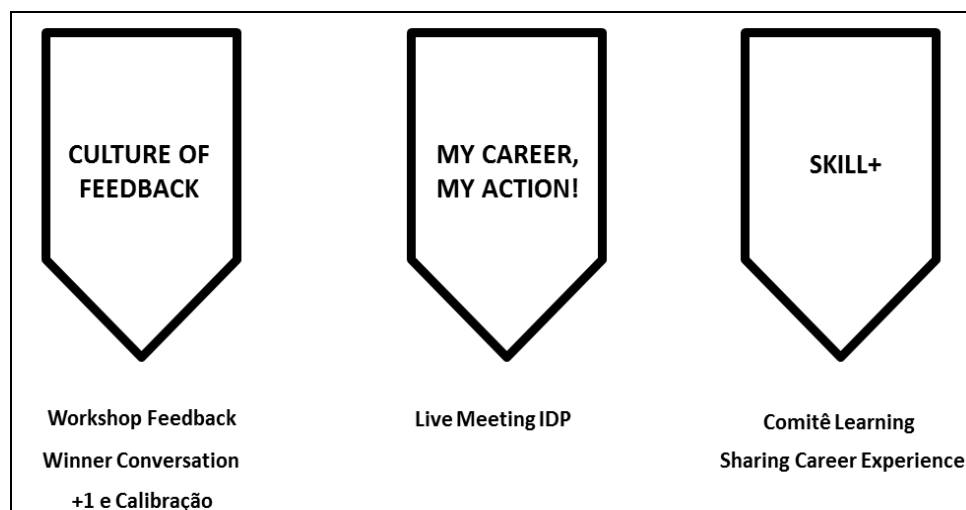 CULTURE OF
FEEDBACK
MY CAREER,
MY ACTION!
SKILL+
Workshop Feedback
Winner Conversation
+1 e Calibração
Live Meeting IDP
Comitê Learning
Sharing Career Experience